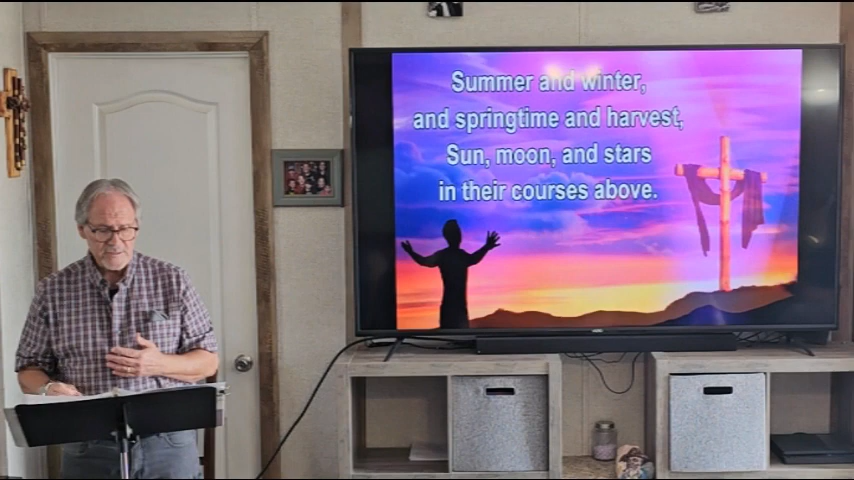 Summer and winter,
and springtime and harvest,
Sun, moon, and stars
in their courses above.